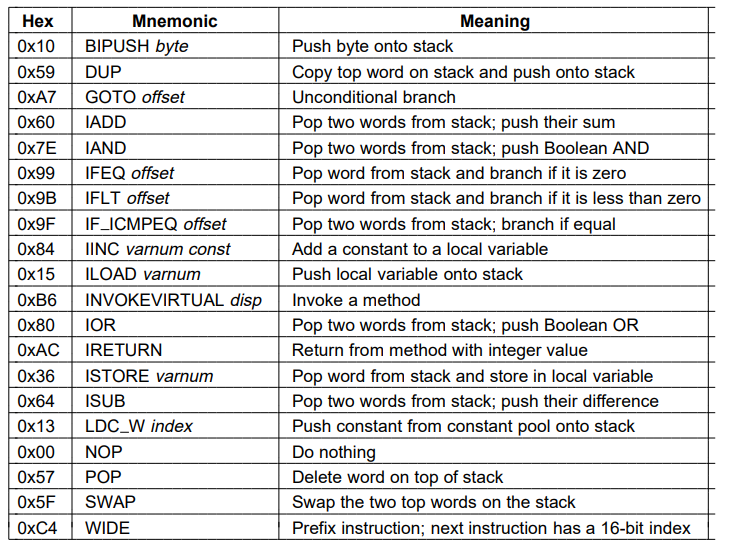 Hex Mnemonic Meaning
0x10 BIPUSH byte Push byte onto stack
0x59 DUP Copy top word on stack and push onto stack
0xA7 GOTO offset Unconditional branch
0x60 IADD Pop two words from stack; push their sum
0x7E IAND Pop two words from stack; push Boolean AND
0x99 IFEQ offset Pop word from stack and branch if it is zero
0x9B IFLT offset Pop word from stack and branch if it is less than zero
0x9F IF_ICMPEQ offset Pop two words from stack; branch if equal
0x84 IINC varnum const Add a constant to a local variable
0x15 ILOAD varnum Push local variable onto stack
0xB6 INVOKEVIRTUAL disp Invoke a method
0x80 IOR Pop two words from stack; push Boolean OR
0xAC IRETURN Return from method with integer value
0x36 ISTORE varnum Pop word from stack and store in local variable
0x64 ISUB Pop two words from stack; push their difference
0x13 LDC_W index Push constant from constant pool onto stack
0x00 NOP Do nothing
0x57 POP Delete word on top of stack
0x5F SWAP Swap the two top words on the stack
0xC4 WIDE Prefix instruction; next instruction has a 16-bit index